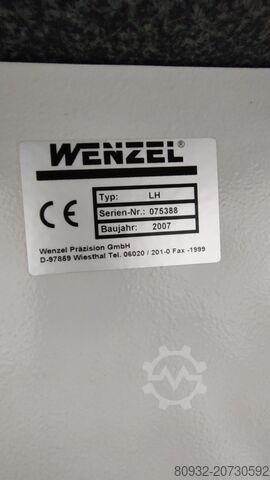 WENZEL®
CE
Typ: LH
Serien-Nr.: 075388
Baujahr: 2007
Wenzel Präzision GmbH
D-97859 Wiesthal Tel. 06020 / 201-0 Fax -1999
80932-20730592